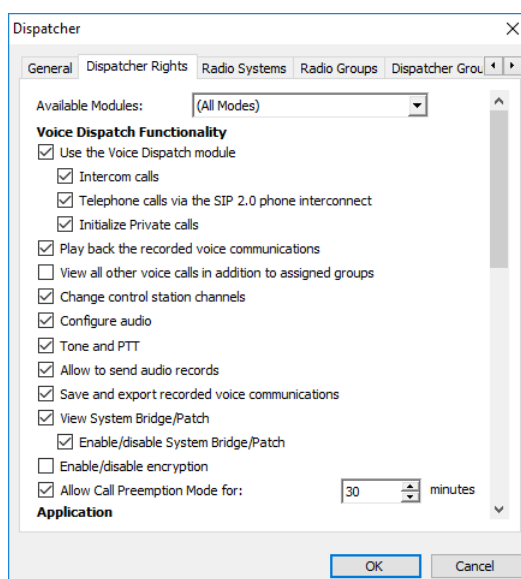 Dispatcher
General Dispatcher Rights Radio Systems Radio Groups Dispatcher Grou
Available Modules: (All Modes)
Voice Dispatch Functionality
Use the Voice Dispatch module
Intercom calls
Telephone calls via the SIP 2.0 phone interconnect
Initialize Private calls
Play back the recorded voice communications
View all other voice calls in addition to assigned groups
Change control station channels
Configure audio
Tone and PTT
Allow to send audio records
Save and export recorded voice communications
View System Bridge/Patch
Enable/disable System Bridge/Patch
Enable/disable encryption
Allow Call Preemption Mode for: 30 minutes
Application
OK Cancel